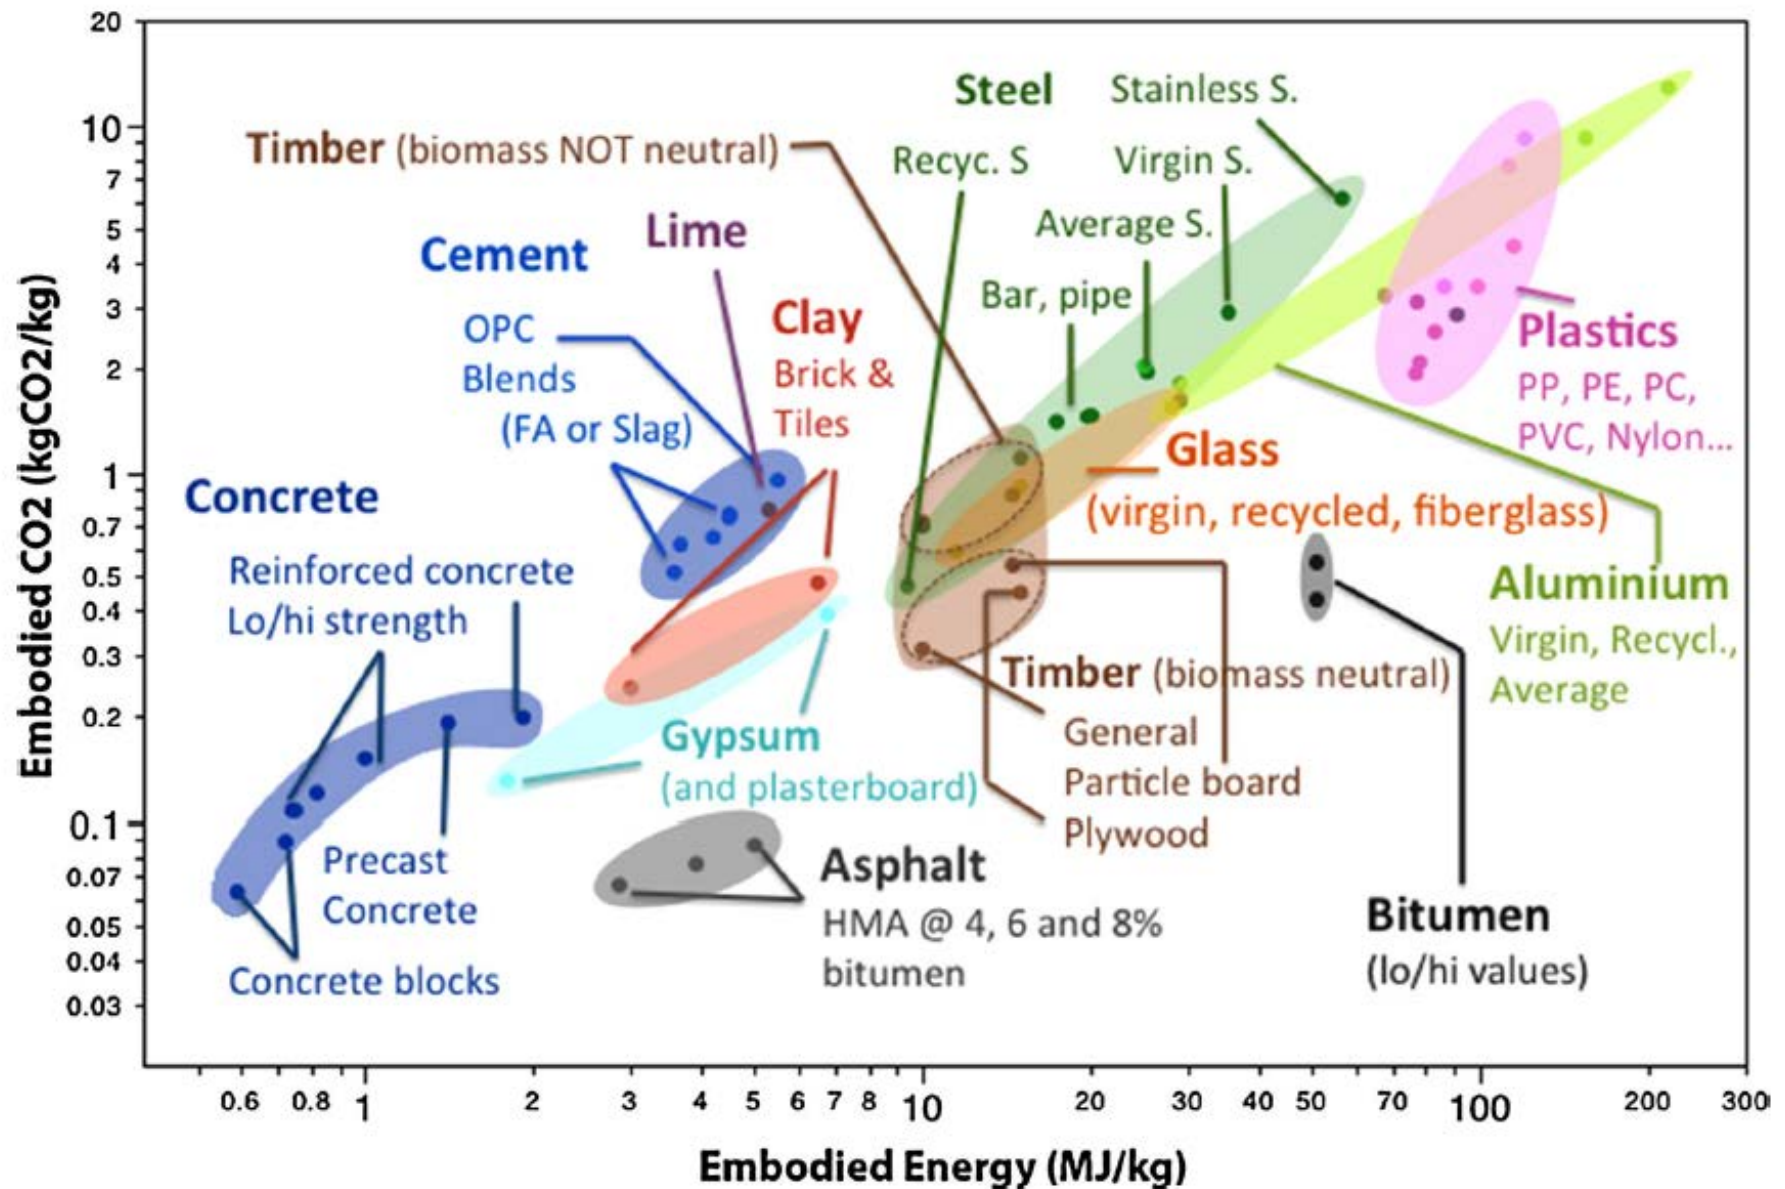 Embodied CO2 (kgCO2/kg)
20
10
7
5
4
3
2
1
0.7
0.5
0.4
0.3
0.2
0.1
0.07
0.05
0.04
0.03
Steel
Stainless S.
Timber (biomass NOT neutral)
Recyc. S
Virgin S.
Average S.
Bar, pipe
Lime
Cement
OPC
Blends
(FA or Slag)
Clay
Brick &
Tiles
Plastics
PP, PE, PC,
PVC, Nylon...
Glass
(virgin, recycled, fiberglass)
Concrete
Reinforced concrete
Lo/hi strength
Aluminium
Virgin, Recycl.,
Average
Timber (biomass neutral)
General
Particle board
Plywood
Gypsum
(and plasterboard)
Precast
Concrete
Concrete blocks
Asphalt
HMA @ 4, 6 and 8%
bitumen
Bitumen
(lo/hi values)
0.6 0.8 1 2 3 4 5 6 7 8 10 20 30 40 50 70 100 200 300
Embodied Energy (MJ/kg)